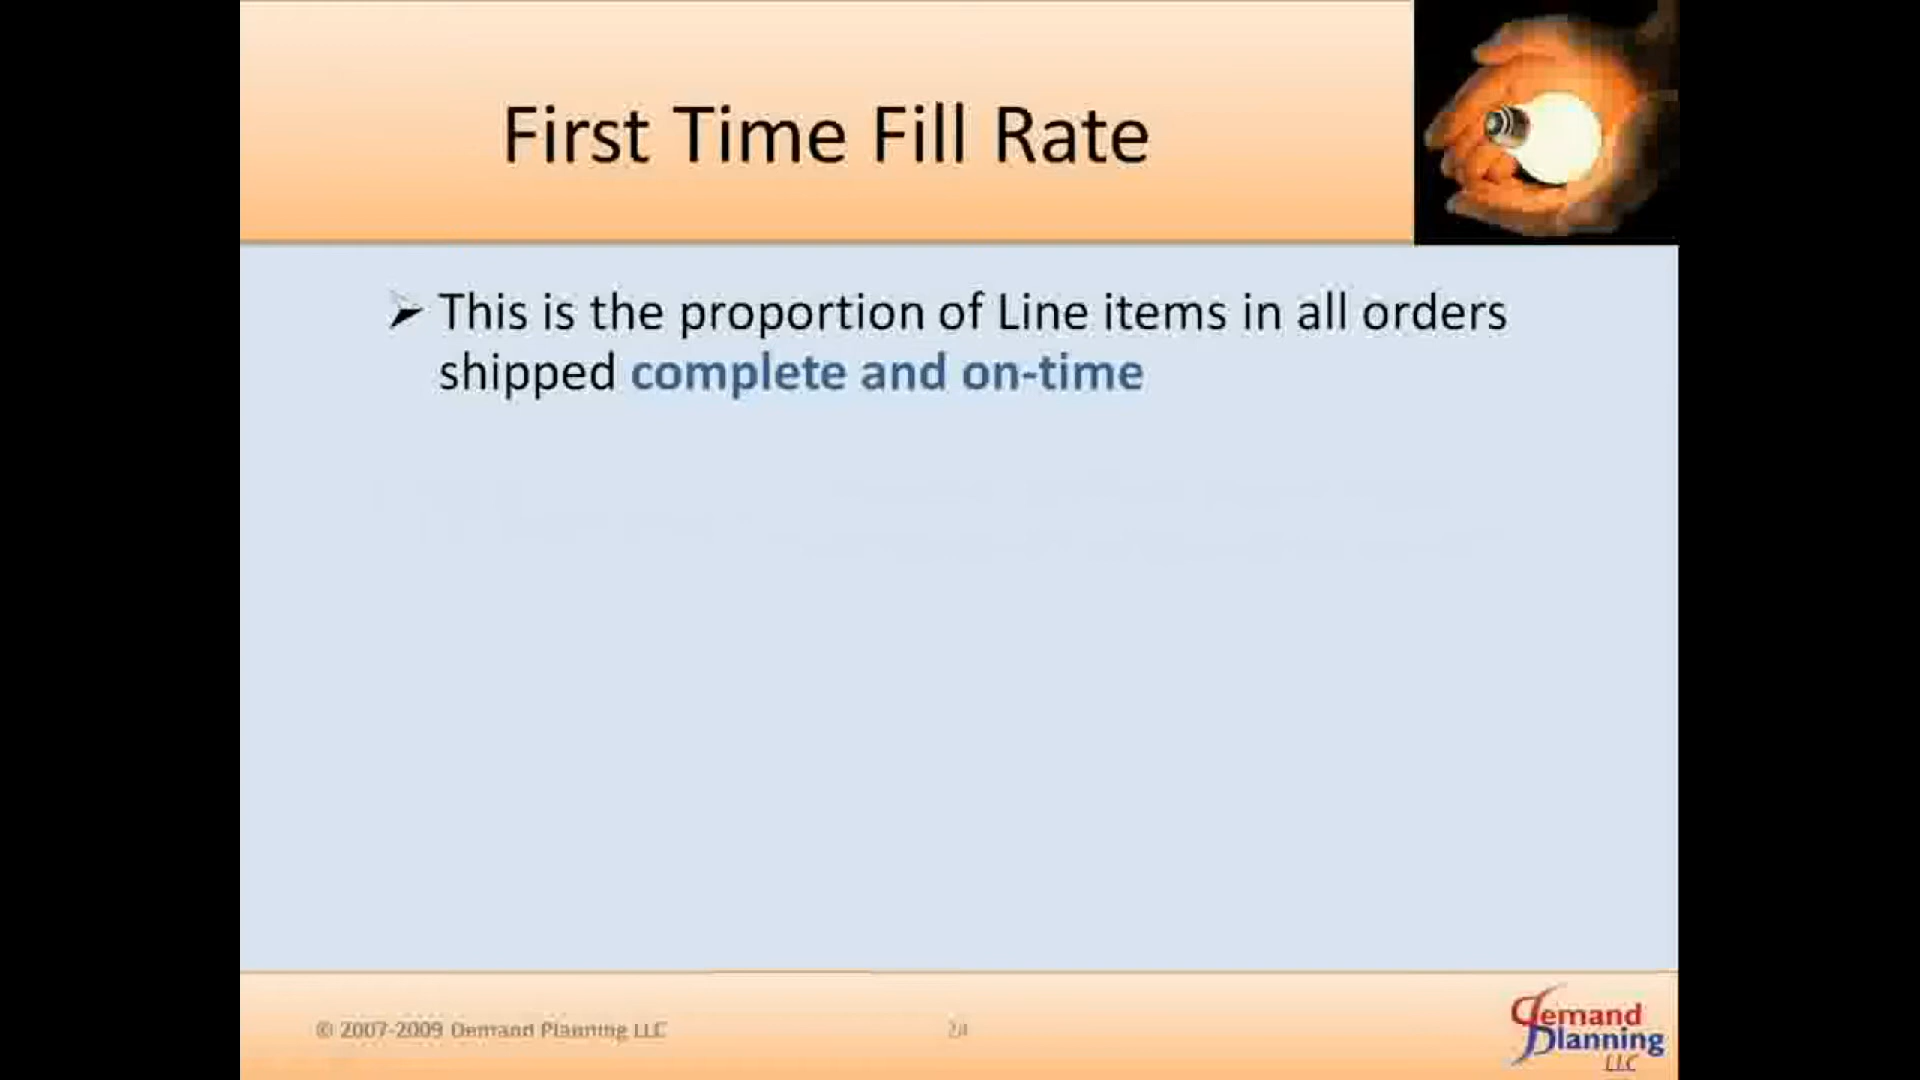 First Time Fill Rate
➢ This is the proportion of Line items in all orders
shipped complete and on-time
© 2007-2009 Demand Planning LLC
24
Demand
Planning
LLC